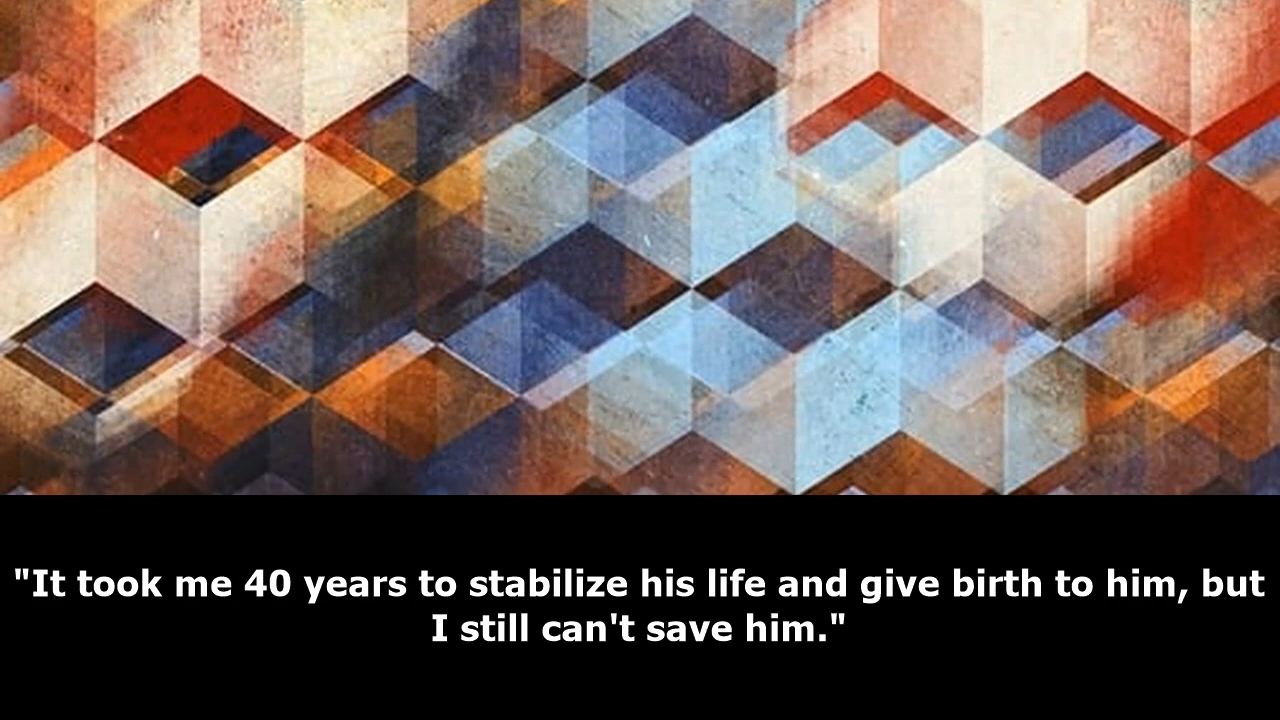 "It took me 40 years to stabilize his life and give birth to him, but
I still can't save him."